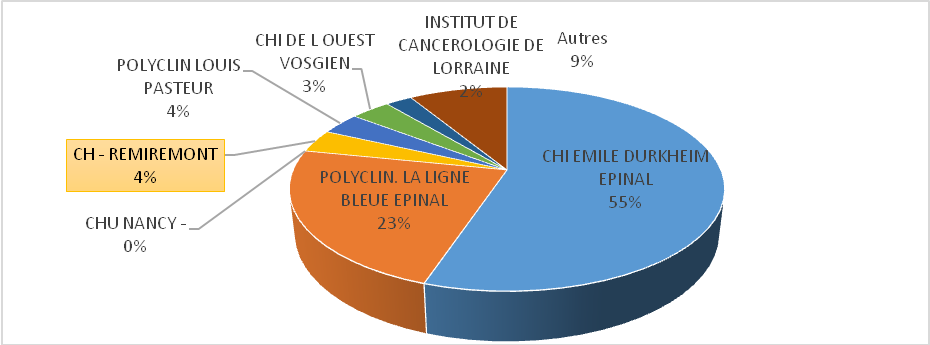 INSTITUT DE
CANCEROLOGIE DE
LORRAINE
2%
Autres
9%
CHI DE L OUEST
VOSGIEN
3%
POLYCLIN LOUIS
PASTEUR
4%
CH - REMIREMONT
4%
CHU NANCY -
0%
POLYCLIN. LA LIGNE
BLEUE EPINAL
23%
CHI EMILE DURKHEIM
EPINAL
55%